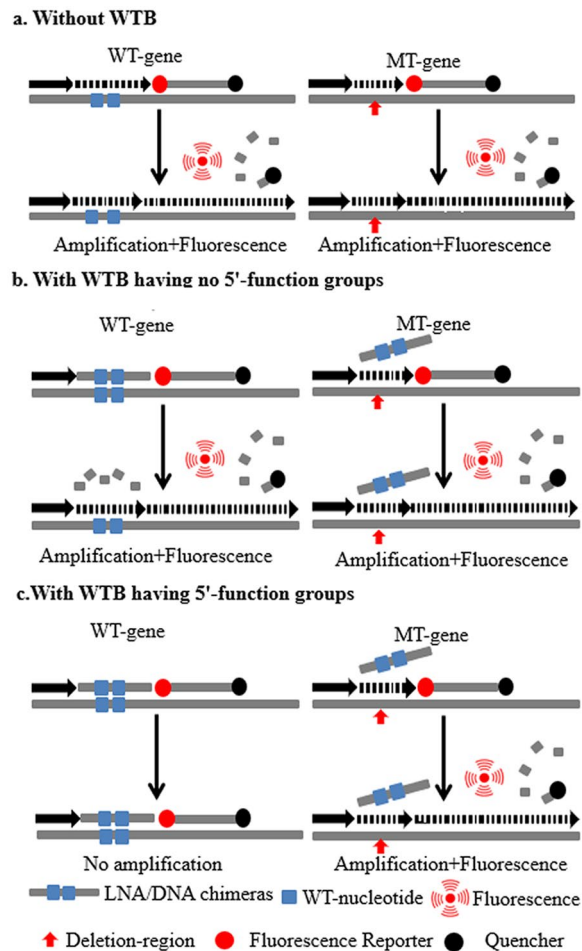 a. Without WTB
WT-gene
MT-gene
Amplification+Fluorescence
Amplification+Fluorescence
b. With WTB having no 5'-function groups
WT-gene
MT-gene
Amplification+Fluorescence
Amplification+Fluorescence
c.With WTB having 5'-function groups
WT-gene
MT-gene
No amplification
Amplification+Fluorescence
LNA/DNA chimeras
WT-nucleotide
Fluorescence
Deletion-region
Fluorescence Reporter
Quencher